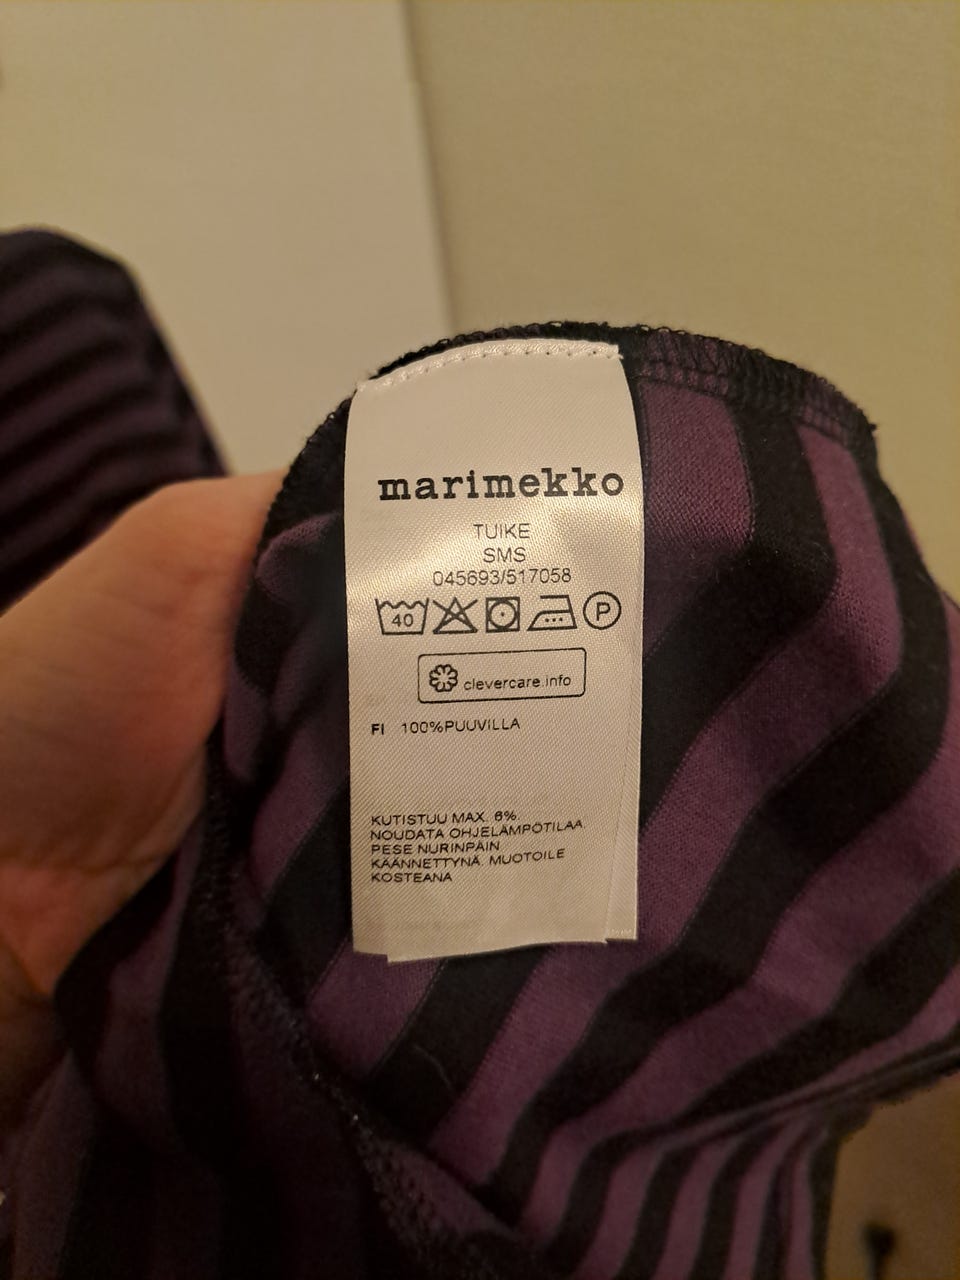 marimekko
TUIKE
SMS
045693/517058
40 P
clevercare.info
FI 100%PUUVILLA
KUTISTUU MAX. 6%.
NOUDATA OHJELÄMPÖTILAA.
PESE NURINPÄIN
KÄÄNNETTYNÄ. MUOTOILE
KOSTEANA